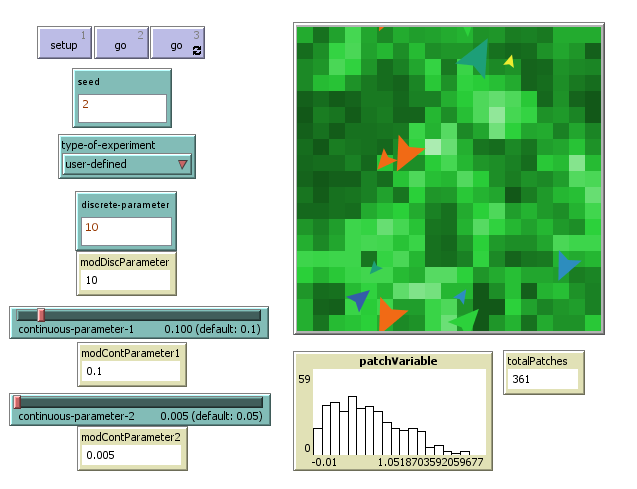 1
setup
2
go
3
go
seed
2
type-of-experiment
user-defined
discrete-parameter
10
modDiscParameter
10
continuous-parameter-1 0.100 (default: 0.1)
modContParameter1
0.1
continuous-parameter-2 0.005 (default: 0.05)
modContParameter2
0.005
patchVariable
59
0
-0.01 1.0518703592059677
totalPatches
361